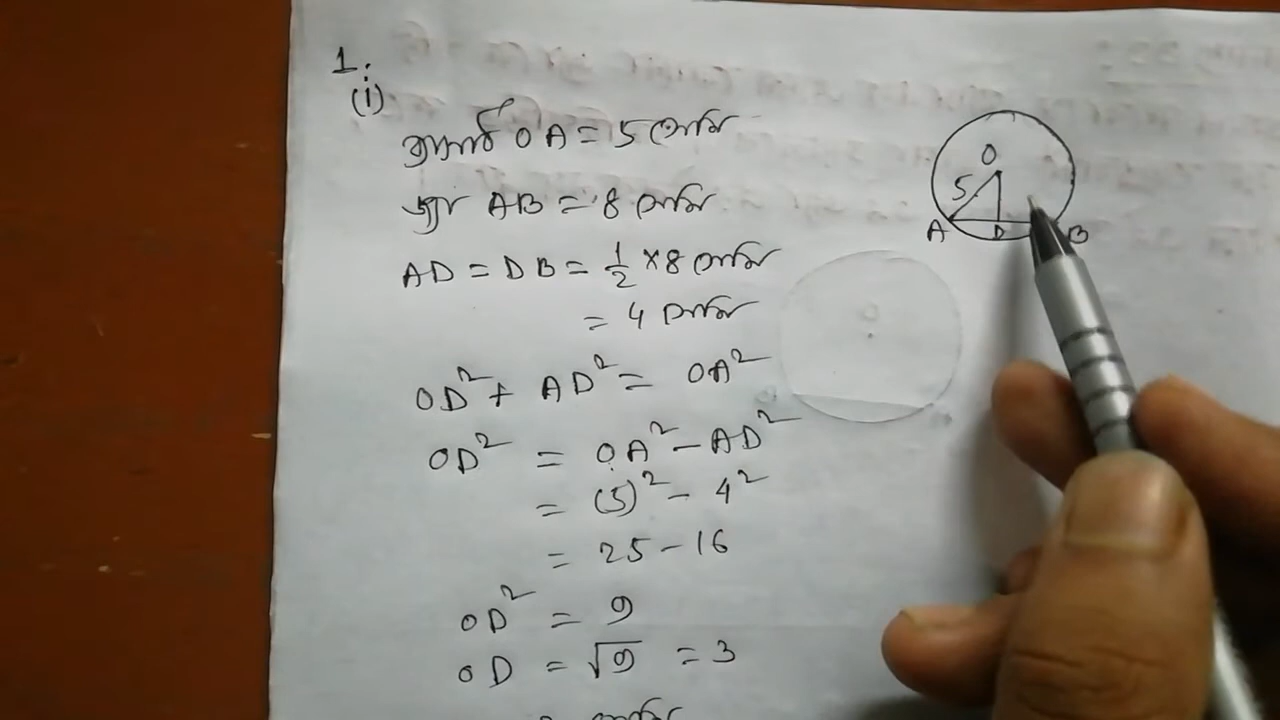 1.
(i)
ব্যাসার্ধ OA = 5 সেমি
জ্যা AB = 8 সেমি
AD = DB = 1/2 × 8 সেমি
= 4 সেমি
OD² + AD² = OA²
OD² = OA² - AD²
= (5)² - 4²
= 25 - 16
OD² = 9
OD = √9 = 3
সেমি
O
5
A D B